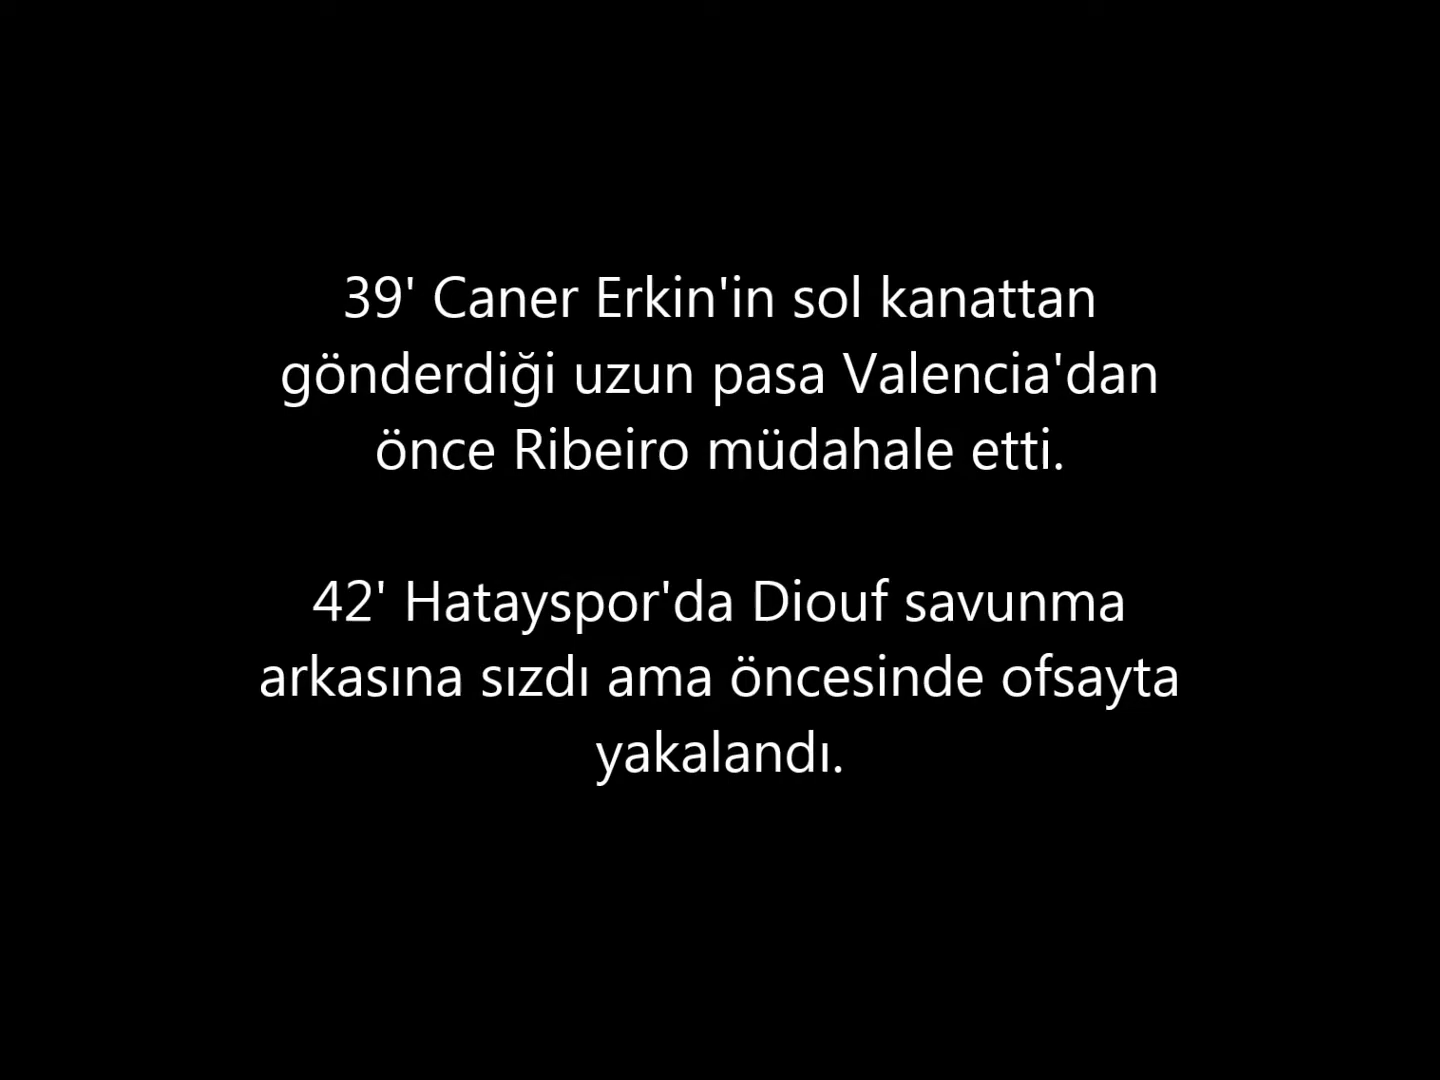 39' Caner Erkin'in sol kanattan
gönderdiği uzun pasa Valencia'dan
önce Ribeiro müdahale etti.
42' Hatayspor'da Diouf savunma
arkasına sızdı ama öncesinde ofsayta
yakalandı.